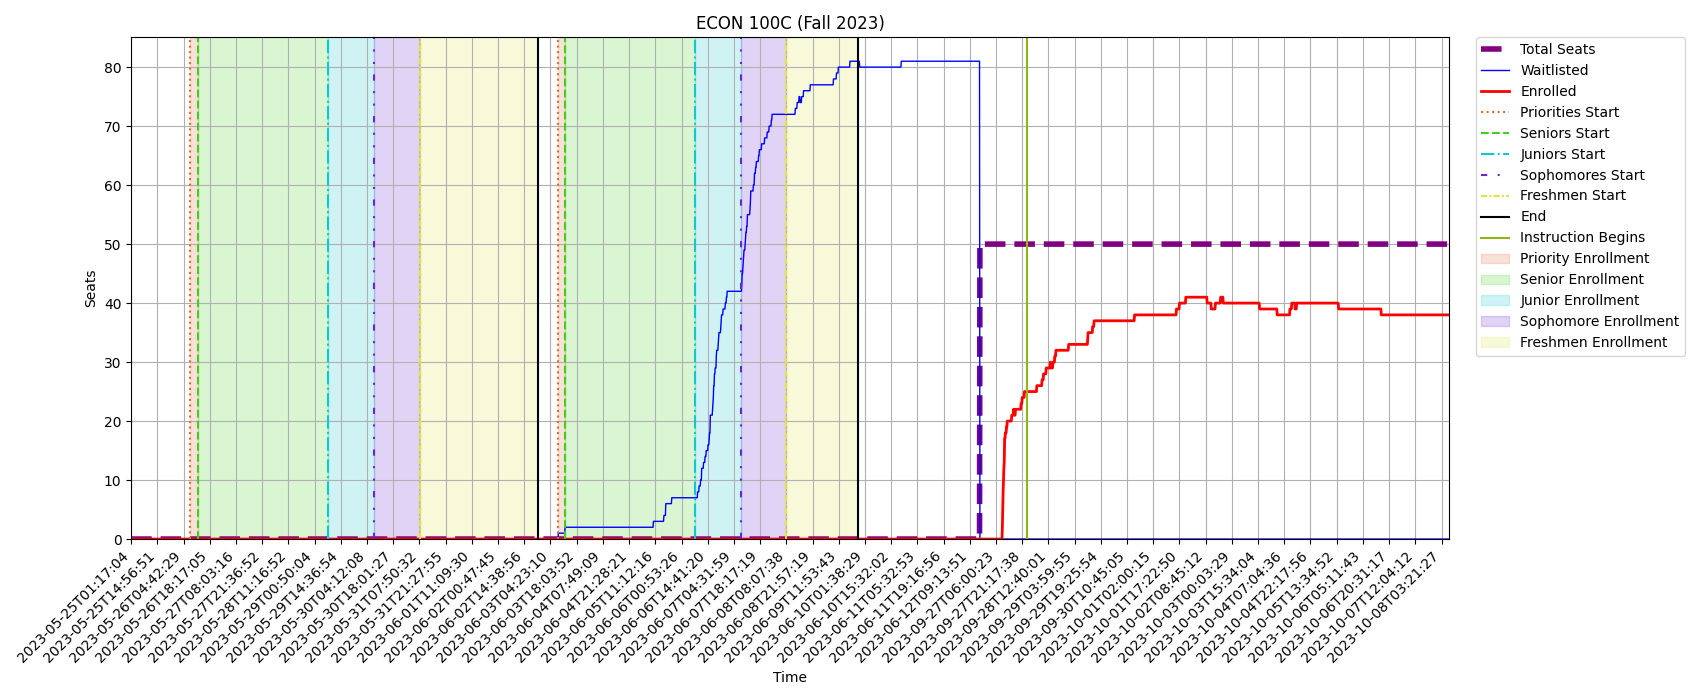 ECON 100C (Fall 2023)
Seats
80
70
60
50
40
30
20
10
0
2023-05-25T01:17:04
2023-05-25T14:56:51
2023-05-26T04:42:29
2023-05-26T18:17:05
2023-05-27T08:03:16
2023-05-27T21:36:52
2023-05-28T11:16:52
2023-05-29T00:50:04
2023-05-29T14:36:54
2023-05-30T04:12:08
2023-05-30T18:01:27
2023-05-31T07:50:32
2023-05-31T21:27:55
2023-06-01T11:09:30
2023-06-02T00:47:45
2023-06-02T14:38:56
2023-06-03T04:23:10
2023-06-03T18:03:52
2023-06-04T07:49:09
2023-06-04T21:28:21
2023-06-05T11:12:16
2023-06-06T00:53:26
2023-06-06T14:41:20
2023-06-07T04:31:59
2023-06-07T18:17:19
2023-06-08T08:07:38
2023-06-08T21:57:19
2023-06-09T11:53:43
2023-06-10T01:38:29
2023-06-10T15:32:02
2023-06-11T05:32:53
2023-06-11T19:16:56
2023-06-12T09:13:51
2023-09-27T06:00:23
2023-09-27T21:17:38
2023-09-28T12:40:01
2023-09-29T03:59:55
2023-09-29T19:25:54
2023-09-30T10:45:05
2023-10-01T02:00:15
2023-10-01T17:22:50
2023-10-02T08:45:12
2023-10-03T00:03:29
2023-10-03T15:34:04
2023-10-04T07:04:36
2023-10-04T22:17:56
2023-10-05T13:34:52
2023-10-06T05:11:43
2023-10-06T20:31:17
2023-10-07T12:04:12
2023-10-08T03:21:27
Time
Total Seats
Waitlisted
Enrolled
Priorities Start
Seniors Start
Juniors Start
Sophomores Start
Freshmen Start
End
Instruction Begins
Priority Enrollment
Senior Enrollment
Junior Enrollment
Sophomore Enrollment
Freshmen Enrollment